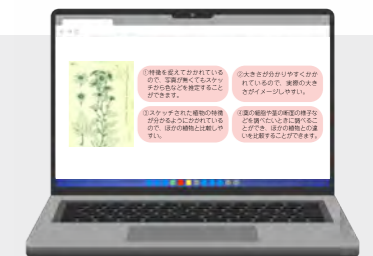 ①特徴を捉えてかかれている
ので、写真が無くてもスケッ
チから色などを推定すること
ができます。
②大きさが分かりやすくかか
れているので、実際の大き
さがイメージしやすい。
③スケッチされた植物の特徴
が分かるようにかかれている
ので、ほかの植物と比較しや
すい。
④葉の細胞や茎の断面の様子な
どを調べたいときに調べるこ
とができ、ほかの植物との違
いを比較することができます。